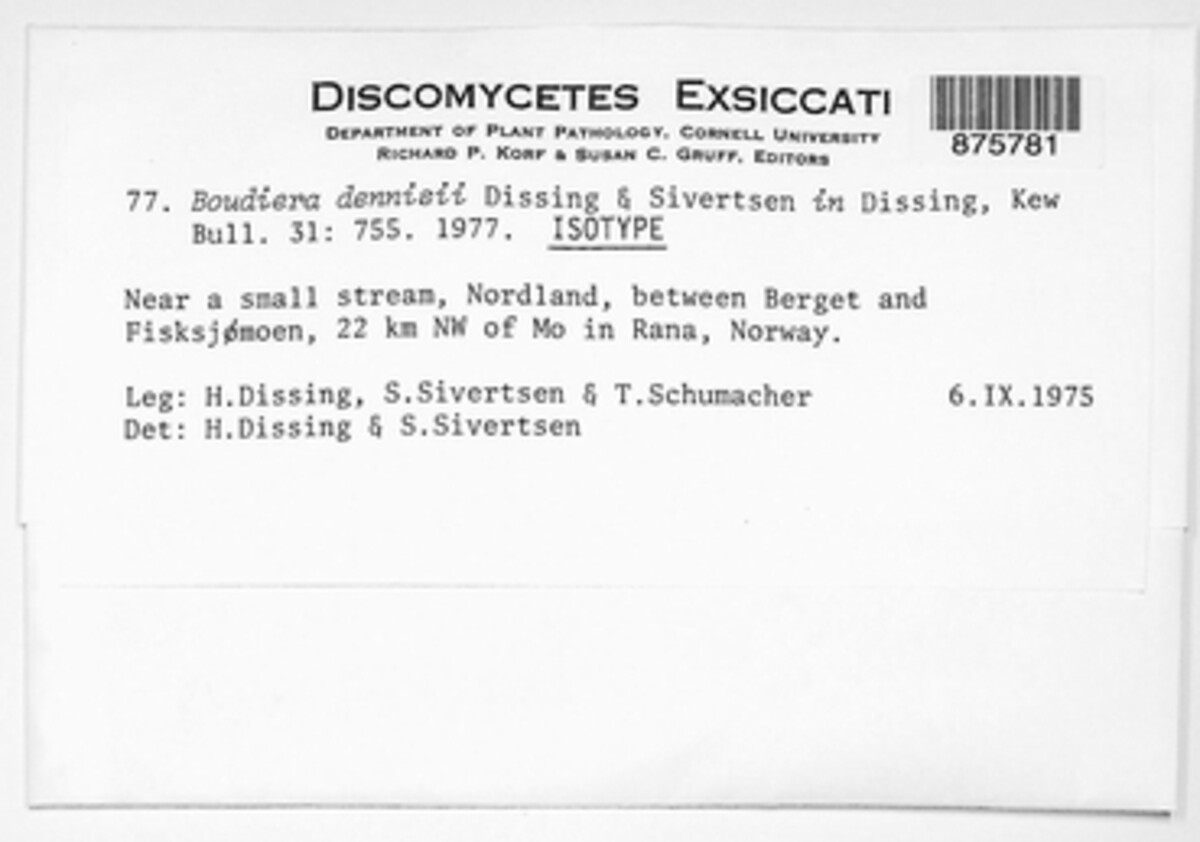 DISCOMYCETES EXSICCATI
DEPARTMENT OF PLANT PATHOLOGY, CORNELL UNIVERSITY
RICHARD P. KORF & SUSAN C. GRUFF, EDITORS
875781
77. Boudiera dennisii Dissing & Sivertsen in Dissing, Kew
Bull. 31: 755. 1977. ISOTYPE
Near a small stream, Nordland, between Berget and
Fisksjømoen, 22 km NW of Mo in Rana, Norway.
Leg: H.Dissing, S.Sivertsen & T.Schumacher 6.IX.1975
Det: H.Dissing & S.Sivertsen